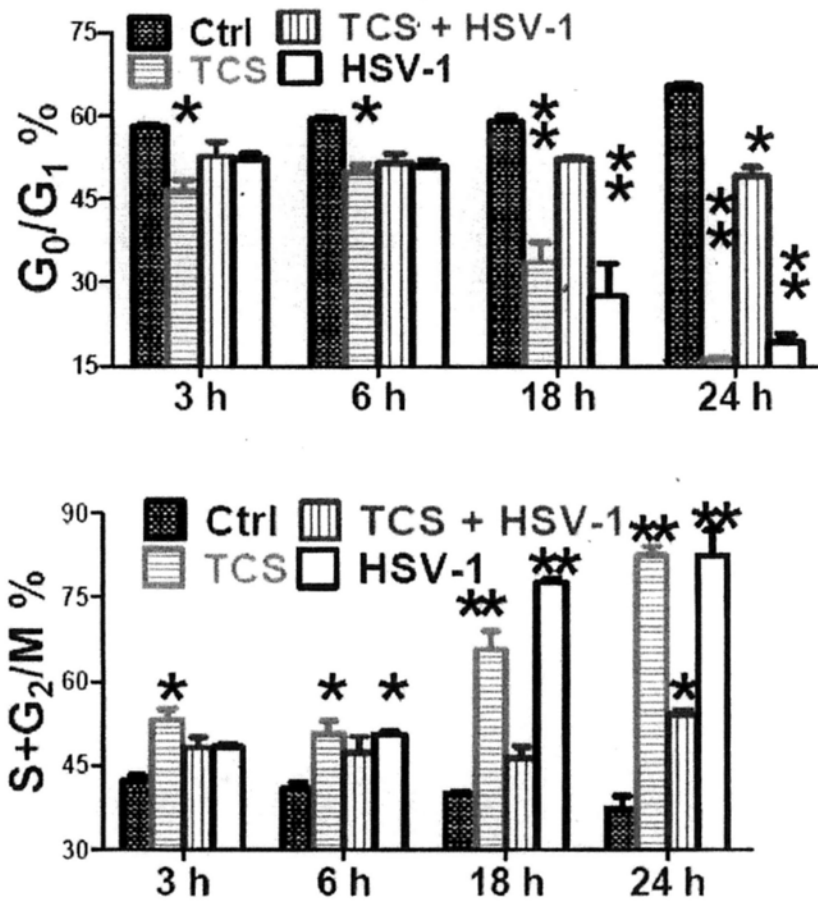 75
Ctrl TCS + HSV-1
TCS HSV-1
60
45
30
15
G0/G1 %
* * ** ** ** * **
3 h 6 h 18 h 24 h
90
Ctrl TCS + HSV-1
TCS HSV-1
75
60
45
30
S+G2/M %
* * * ** ** ** * **
3 h 6 h 18 h 24 h